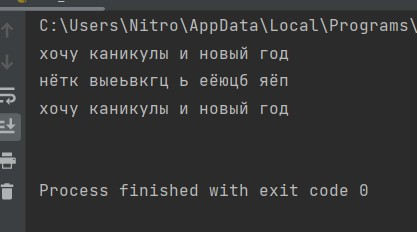 C:\Users\Nitro\AppData\Local\Programs\
хочу каникулы и новый год
нётк выеьвкгц ь еёюцб яёп
хочу каникулы и новый год
Process finished with exit code 0